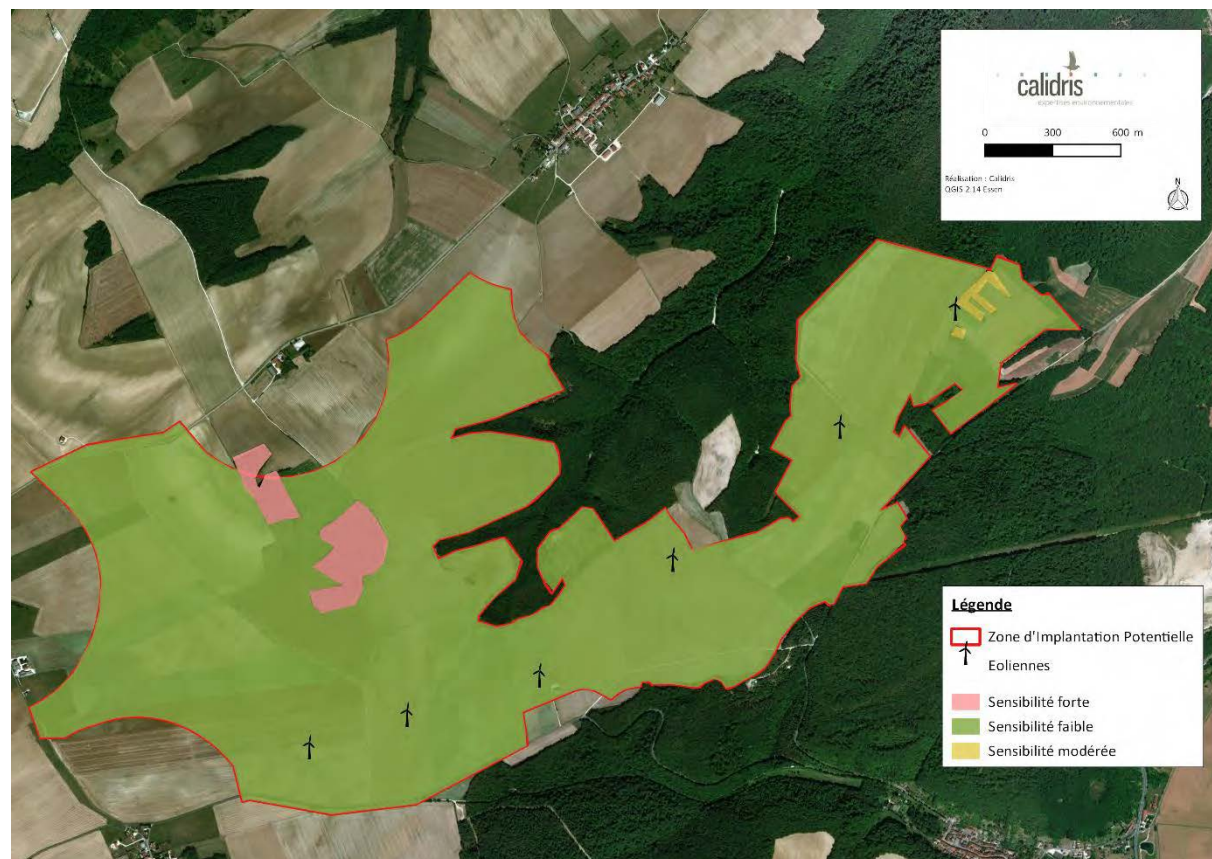 calidris
expertises environnementales
0 300 600 m
Réalisation : Calidris
QGIS 2.14 Essen
N
Légende
Zone d'Implantation Potentielle
Eoliennes
Sensibilité forte
Sensibilité faible
Sensibilité modérée